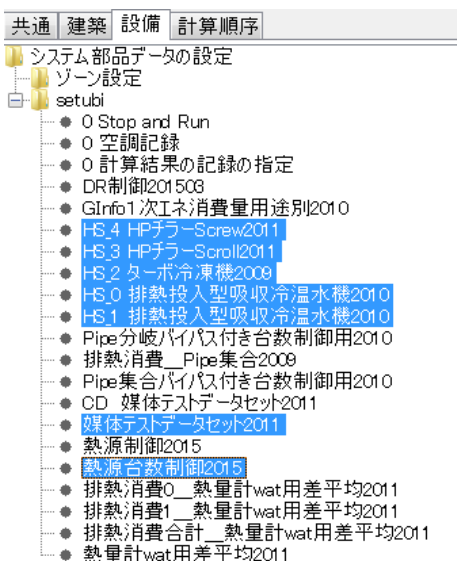 共通 建築 設備 計算順序
システム部品データの設定
ゾーン設定
setubi
0 Stop and Run
0 空調記録
0 計算結果の記録の指定
DR制御201503
GInfo1次エネ消費量用途別2010
HS_4 HPチラーScrew2011
HS_3 HPチラーScroll2011
HS_2 ターボ冷凍機2009
HS_0 排熱投入型吸収冷温水機2010
HS_1 排熱投入型吸収冷温水機2010
Pipe分岐バイパス付き台数制御用2010
排熱消費__Pipe集合2009
Pipe集合バイパス付き台数制御用2010
CD_媒体テストデータセット2011
媒体テストデータセット2011
熱源制御2015
熱源台数制御2015
排熱消費0__熱量計wat用差平均2011
排熱消費1__熱量計wat用差平均2011
排熱消費合計__熱量計wat用差平均2011
熱量計wat用差平均2011